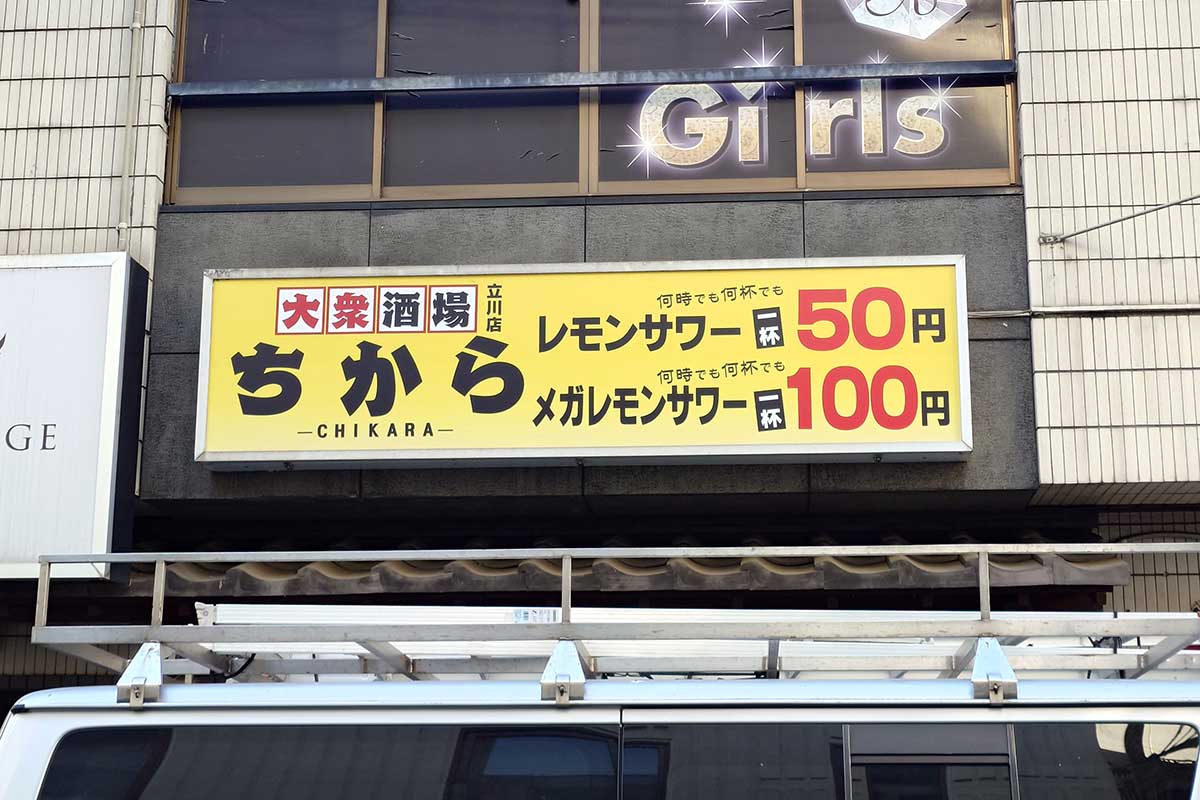 Girls
大衆酒場
立川店
ちから
-CHIKARA-
何時でも何杯でも
レモンサワー 一杯 50円
何時でも何杯でも
メガレモンサワー 一杯 100円
GE